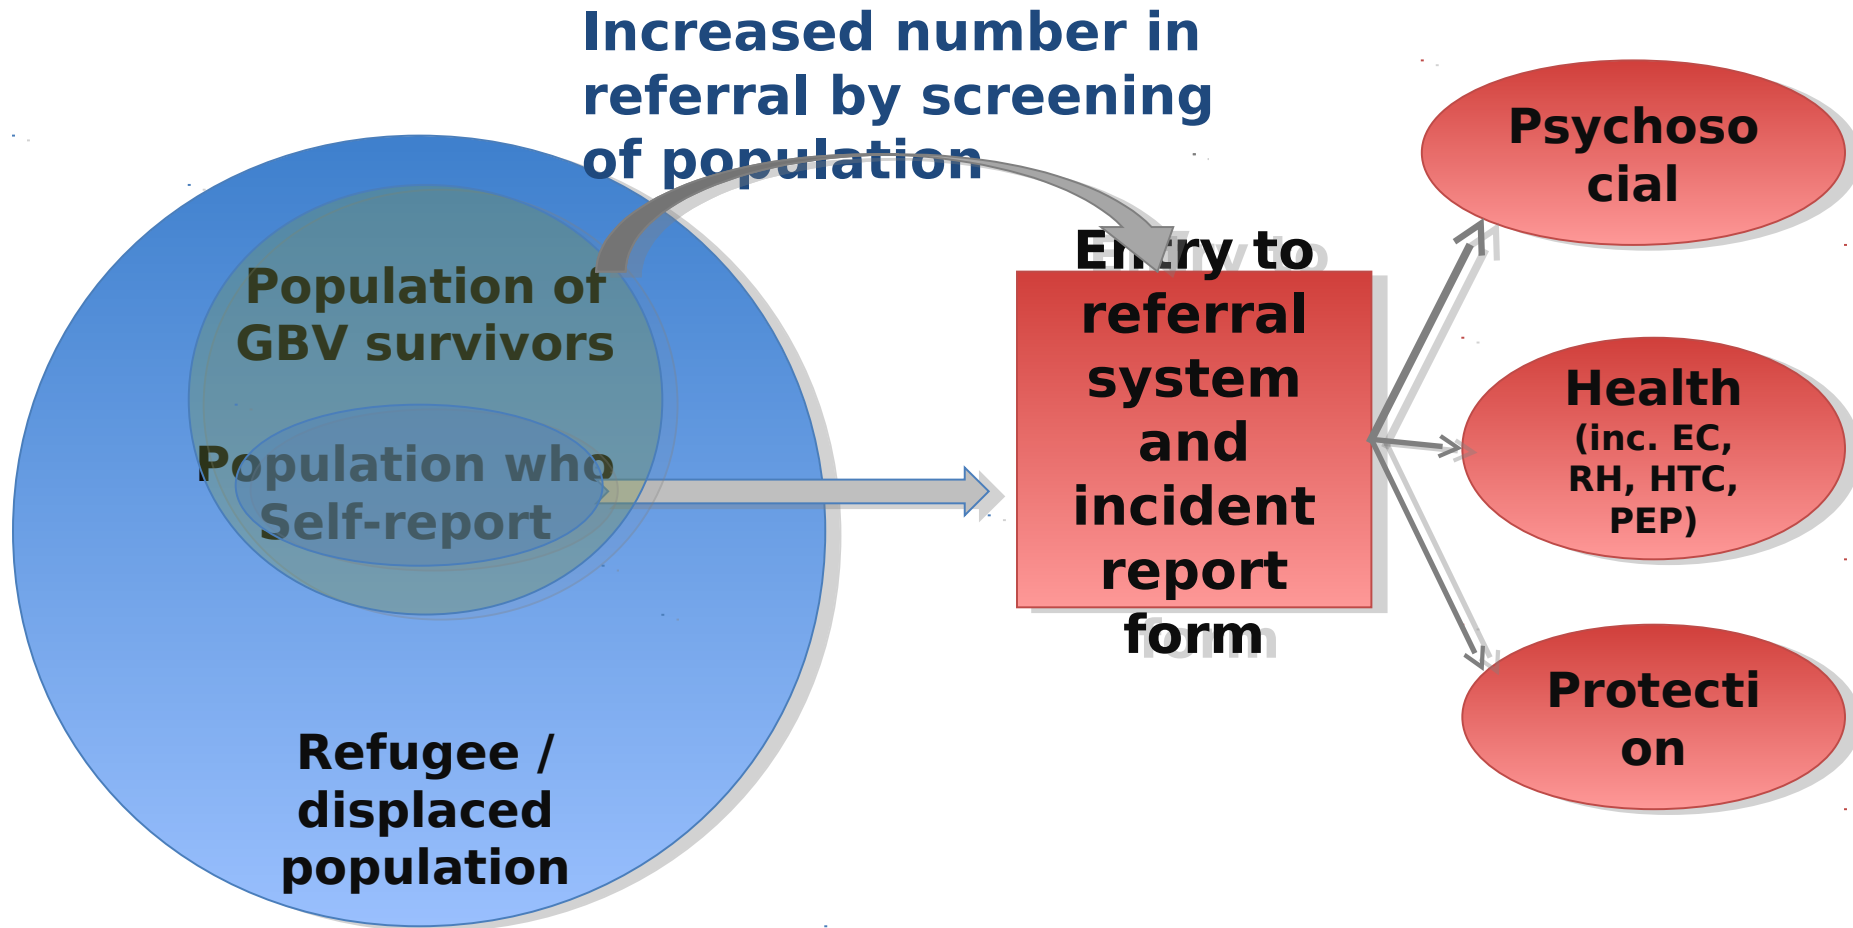 Increased number in
referral by screening
of population
Population of
GBV survivors
Population who
Self-report
Refugee /
displaced
population
Entry to
referral
system
and
incident
report
form
Psychoso
cial
Health
(inc. EC,
RH, HTC,
PEP)
Protecti
on